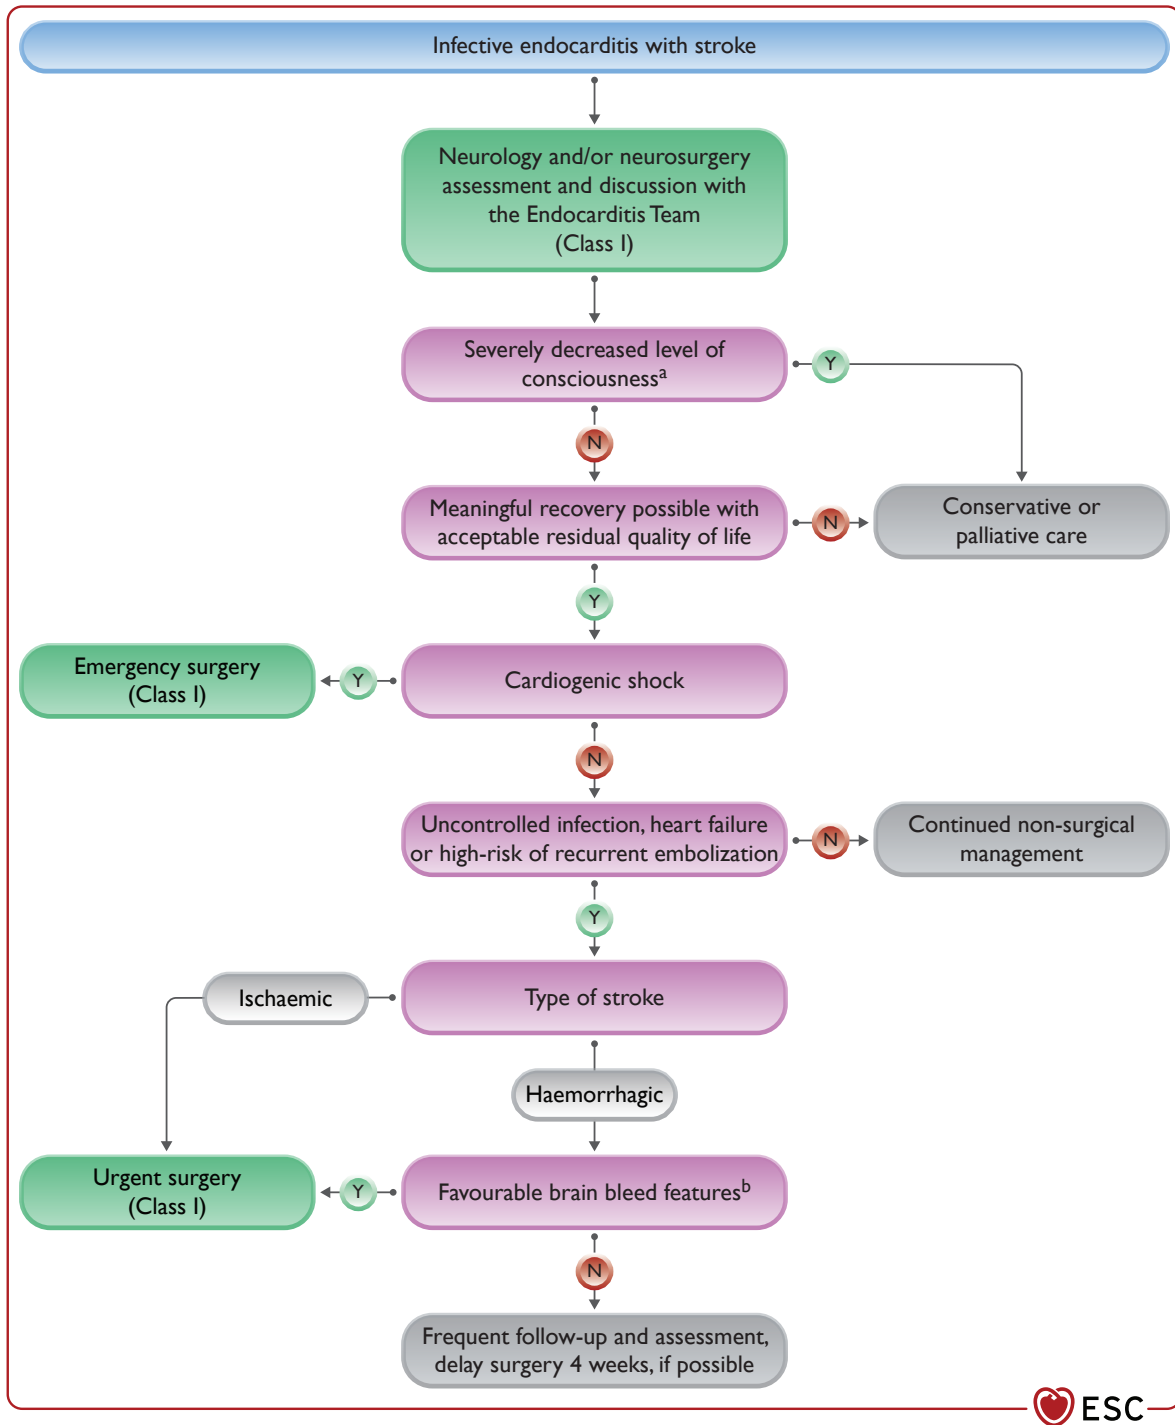 Infective endocarditis with stroke
Neurology and/or neurosurgery
assessment and discussion with
the Endocarditis Team
(Class I)
Severely decreased level of
consciousnessᵃ
Y
N
Meaningful recovery possible with
acceptable residual quality of life
N
Conservative or
palliative care
Y
Emergency surgery
(Class I)
Y
Cardiogenic shock
N
Uncontrolled infection, heart failure
or high-risk of recurrent embolization
N
Continued non-surgical
management
Y
Ischaemic
Type of stroke
Haemorrhagic
Urgent surgery
(Class I)
Y
Favourable brain bleed featuresᵇ
N
Frequent follow-up and assessment,
delay surgery 4 weeks, if possible
ESC